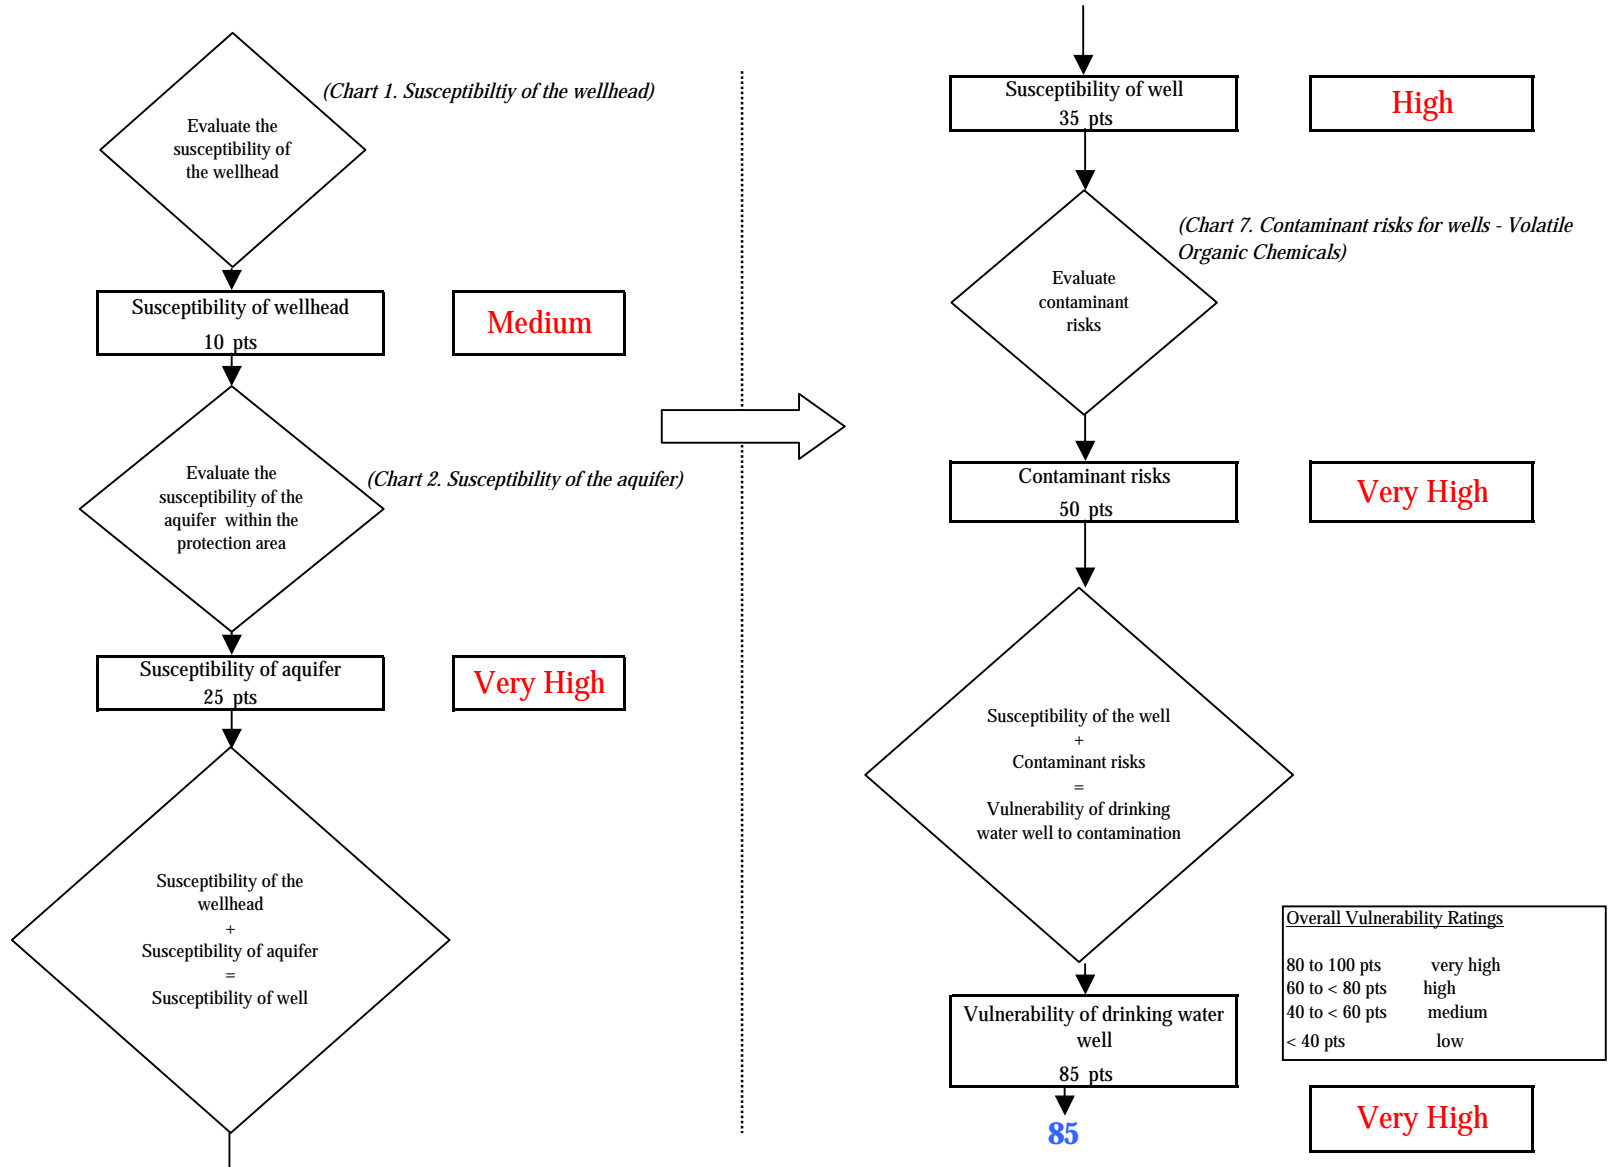 (Chart 1. Susceptibiltiy of the wellhead)
Evaluate the
susceptibility of
the wellhead
Susceptibility of wellhead
10 pts
Medium
Evaluate the
susceptibility of the
aquifer within the
protection area
(Chart 2. Susceptibility of the aquifer)
Susceptibility of aquifer
25 pts
Very High
Susceptibility of the
wellhead
+
Susceptibility of aquifer
=
Susceptibility of well
Susceptibility of well
35 pts
High
(Chart 7. Contaminant risks for wells - Volatile
Organic Chemicals)
Evaluate
contaminant
risks
Contaminant risks
50 pts
Very High
Susceptibility of the well
+
Contaminant risks
=
Vulnerability of drinking
water well to contamination
Overall Vulnerability Ratings
80 to 100 pts very high
60 to < 80 pts high
40 to < 60 pts medium
< 40 pts low
Vulnerability of drinking water
well
85 pts
85
Very High